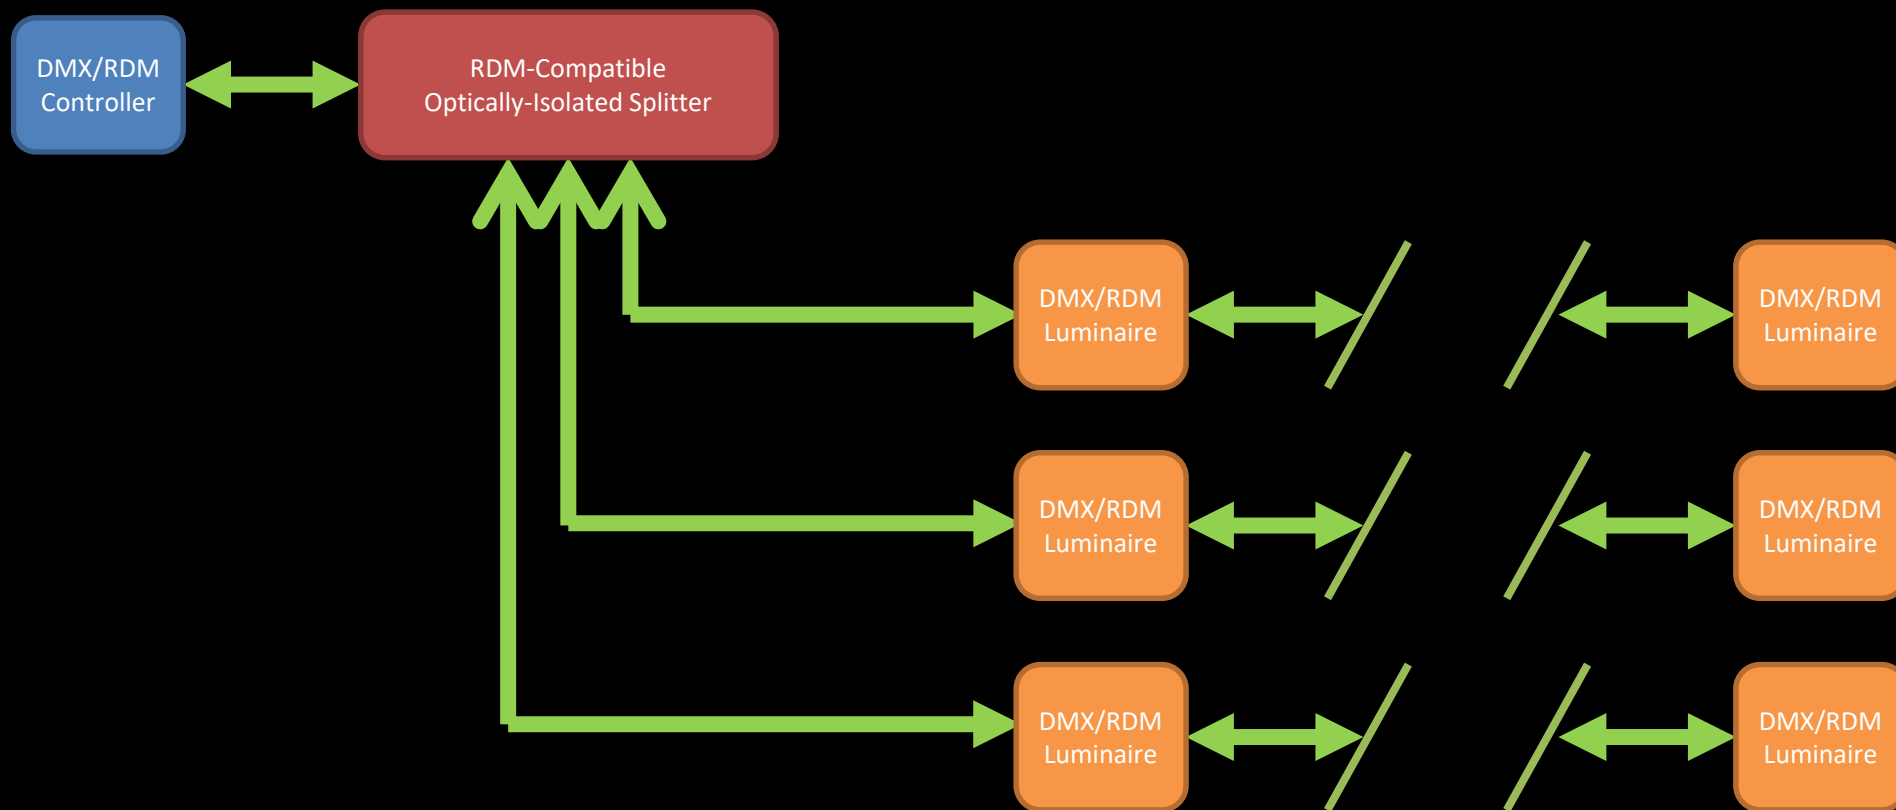 DMX/RDM
Controller
RDM-Compatible
Optically-Isolated Splitter
DMX/RDM
Luminaire
DMX/RDM
Luminaire
DMX/RDM
Luminaire
DMX/RDM
Luminaire
DMX/RDM
Luminaire
DMX/RDM
Luminaire